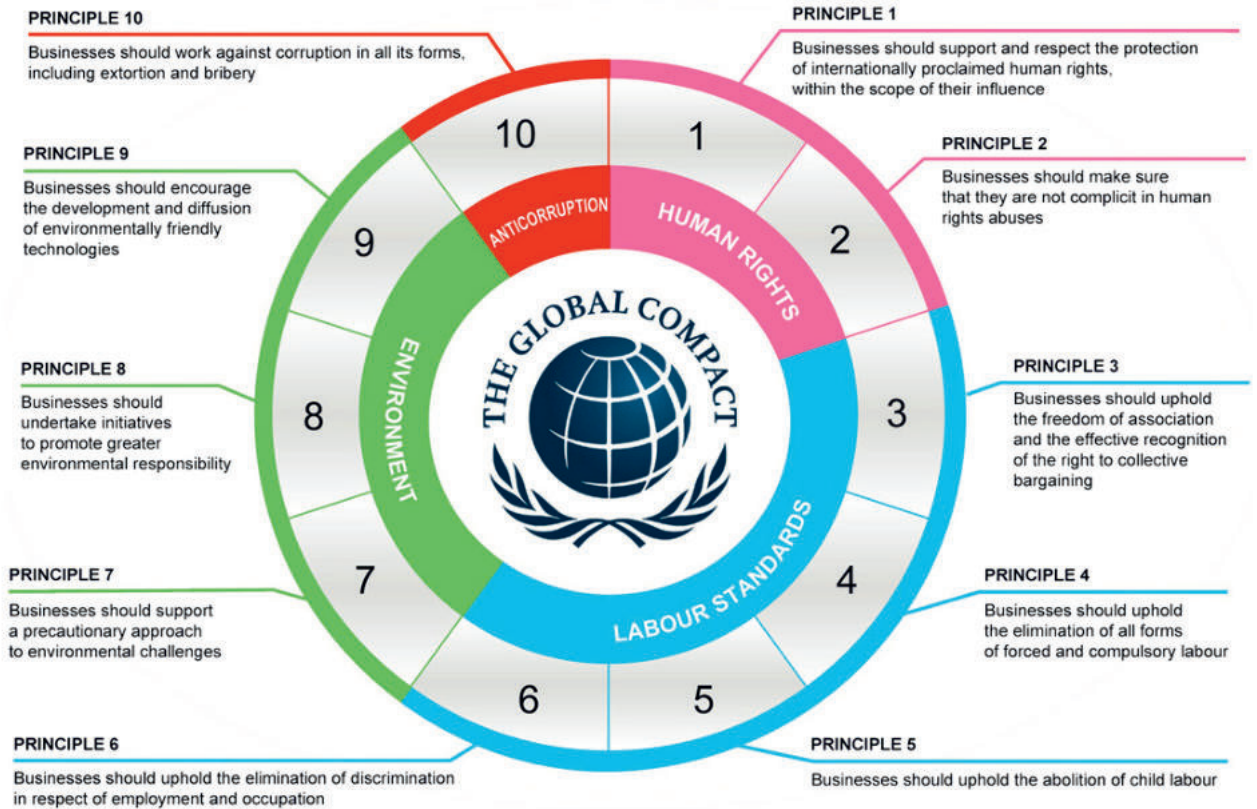 PRINCIPLE 10
Businesses should work against corruption in all its forms,
including extortion and bribery
PRINCIPLE 1
Businesses should support and respect the protection
of internationally proclaimed human rights,
within the scope of their influence
PRINCIPLE 2
Businesses should make sure
that they are not complicit in human
rights abuses
PRINCIPLE 3
Businesses should uphold
the freedom of association
and the effective recognition
of the right to collective
bargaining
PRINCIPLE 4
Businesses should uphold
the elimination of all forms
of forced and compulsory labour
PRINCIPLE 5
Businesses should uphold the abolition of child labour
PRINCIPLE 6
Businesses should uphold the elimination of discrimination
in respect of employment and occupation
PRINCIPLE 7
Businesses should support
a precautionary approach
to environmental challenges
PRINCIPLE 8
Businesses should
undertake initiatives
to promote greater
environmental responsibility
PRINCIPLE 9
Businesses should encourage
the development and diffusion
of environmentally friendly
technologies
10
1
2
3
4
5
6
7
8
9
ANTICORRUPTION
HUMAN RIGHTS
LABOUR STANDARDS
ENVIRONMENT
THE GLOBAL COMPACT